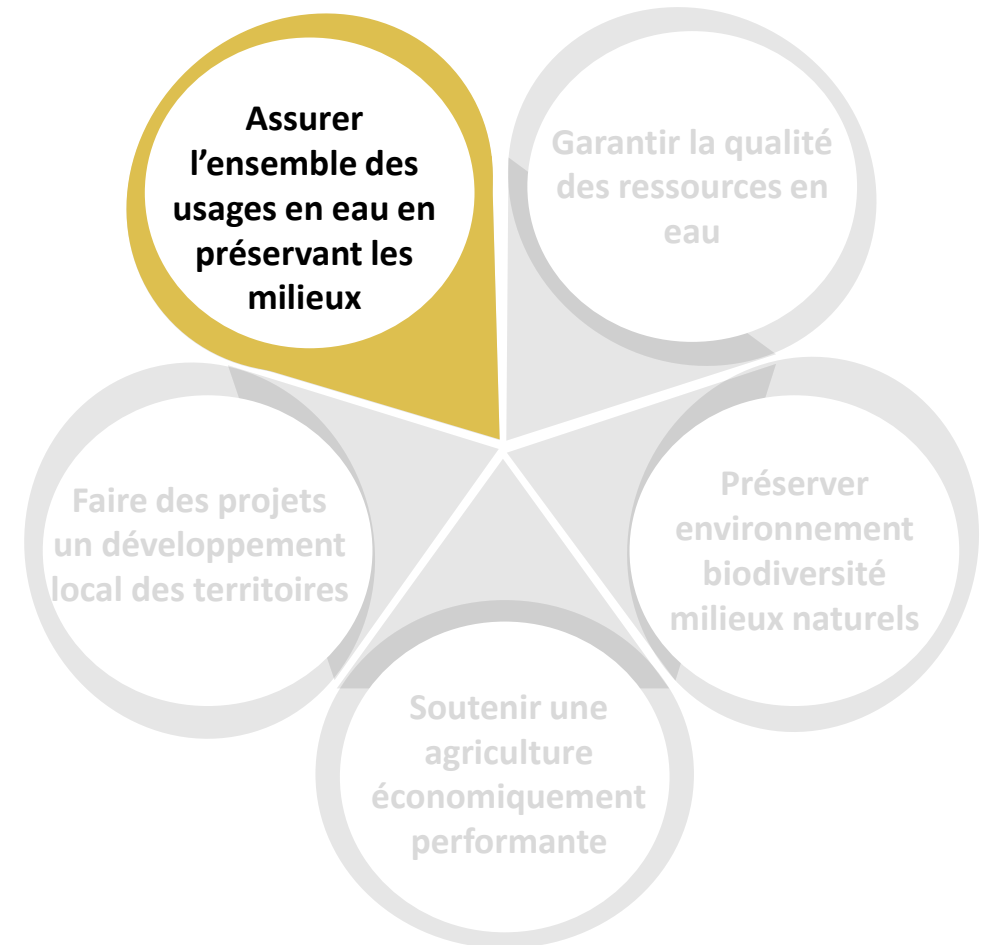 Assurer
l’ensemble des
usages en eau en
préservant les
milieux
Garantir la qualité
des ressources en
eau
Préserver
environnement
biodiversité
milieux naturels
Soutenir une
agriculture
économiquement
performante
Faire des projets
un développement
local des territoires